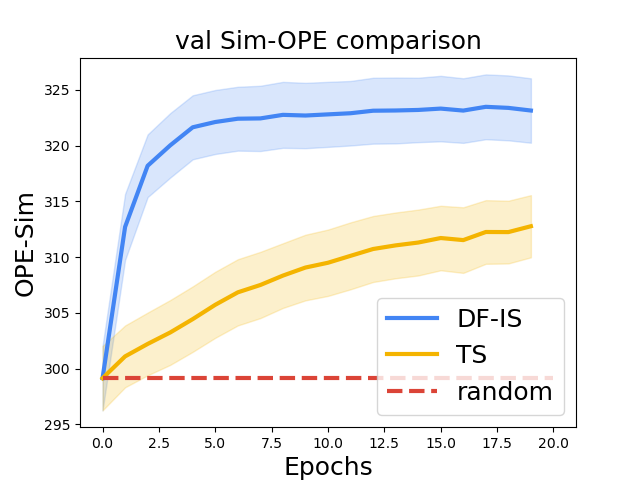 val Sim-OPE comparison
OPE-Sim
325
320
315
310
305
300
295
DF-IS
TS
random
0.0 2.5 5.0 7.5 10.0 12.5 15.0 17.5 20.0
Epochs